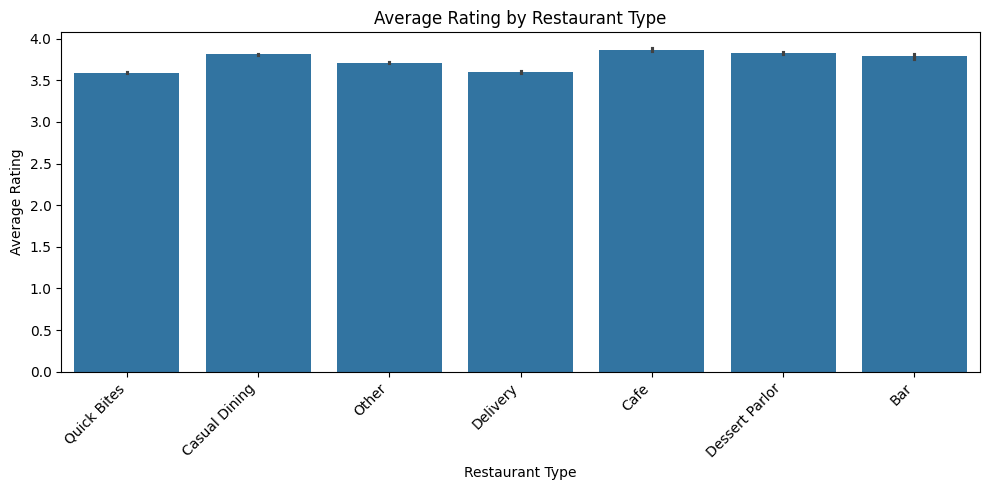 Average Rating by Restaurant Type
4.0
3.5
3.0
2.5
2.0
1.5
1.0
0.5
0.0
Average Rating
Quick Bites
Casual Dining
Other
Delivery
Cafe
Dessert Parlor
Bar
Restaurant Type